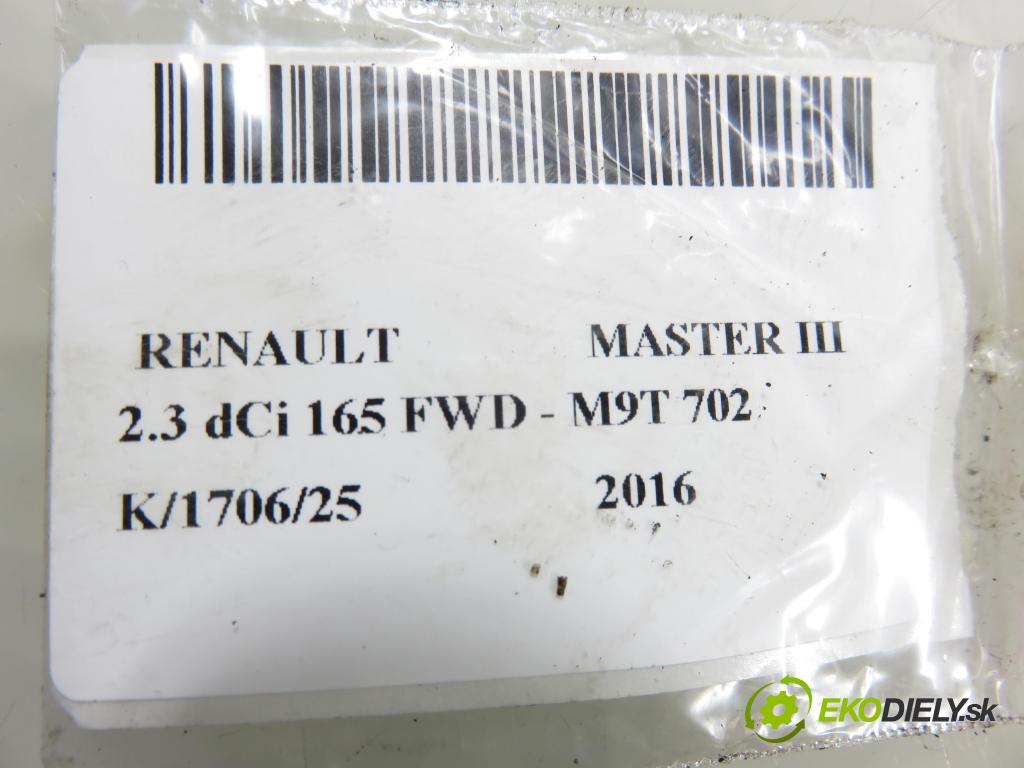 RENAULT MASTER III
2.3 dCi 165 FWD - M9T 702
K/1706/25 2016
EKODIELY.sk